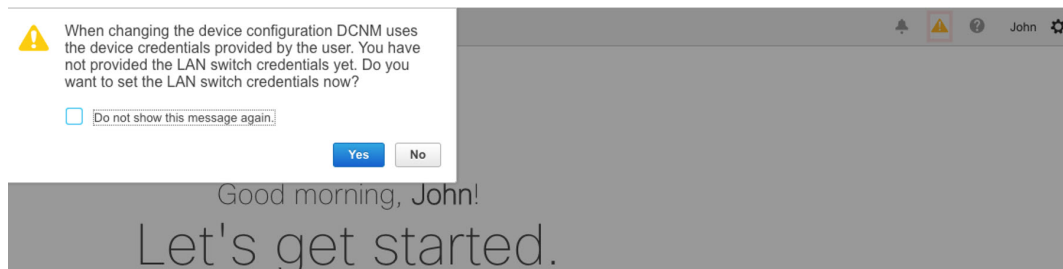 When changing the device configuration DCNM uses
the device credentials provided by the user. You have
not provided the LAN switch credentials yet. Do you
want to set the LAN switch credentials now?
Do not show this message again.
Yes No
John
Good morning, John!
Let's get started.